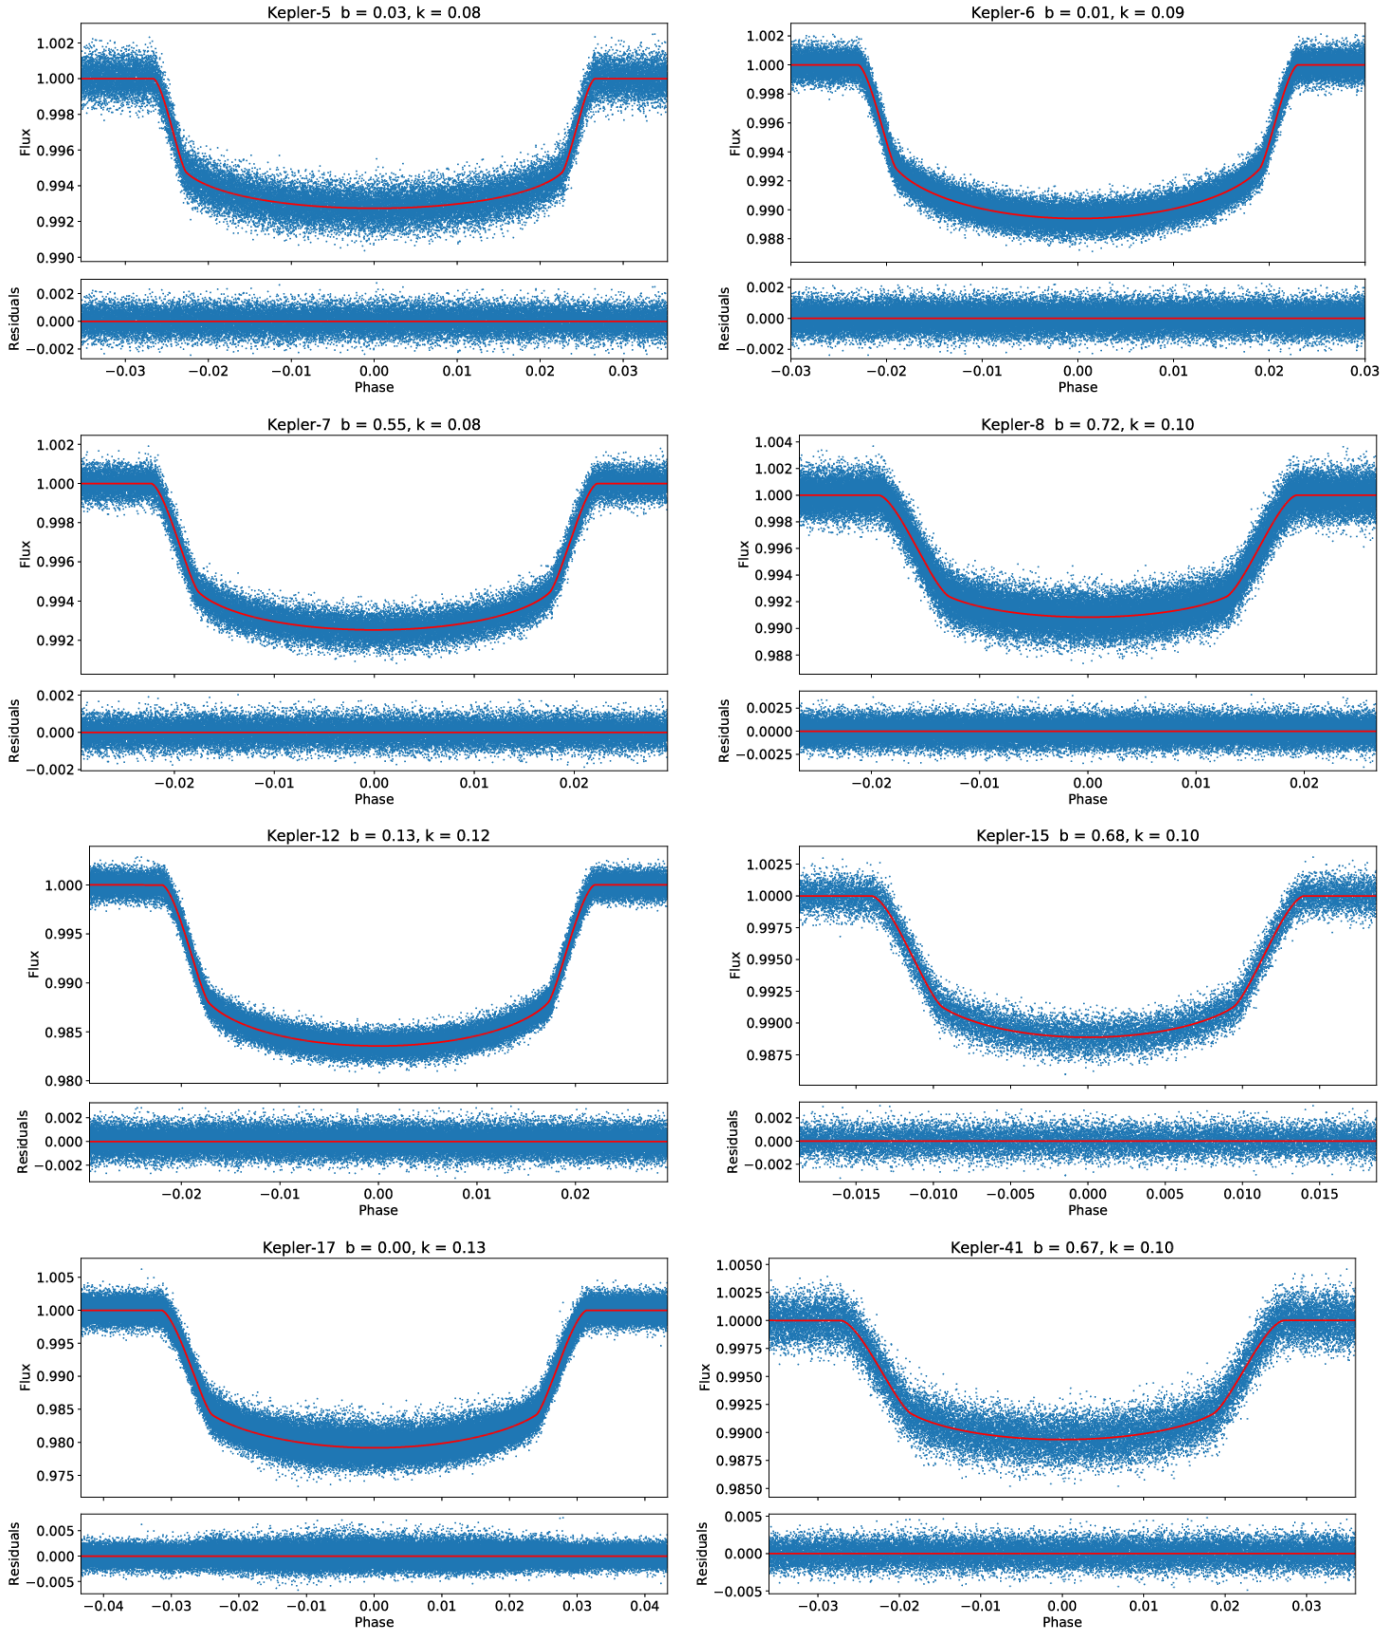 Kepler-5 b = 0.03, k = 0.08
1.002
1.000
0.998
0.996
0.994
0.992
0.990
Flux
0.002
0.000
−0.002
Residuals
−0.03 −0.02 −0.01 0.00 0.01 0.02 0.03
Phase
Kepler-6 b = 0.01, k = 0.09
1.002
1.000
0.998
0.996
0.994
0.992
0.990
0.988
Flux
0.002
0.000
−0.002
Residuals
−0.03 −0.02 −0.01 0.00 0.01 0.02 0.03
Phase
Kepler-7 b = 0.55, k = 0.08
1.002
1.000
0.998
0.996
0.994
0.992
Flux
0.002
0.000
−0.002
Residuals
−0.02 −0.01 0.00 0.01 0.02
Phase
Kepler-8 b = 0.72, k = 0.10
1.004
1.002
1.000
0.998
0.996
0.994
0.992
0.990
0.988
Flux
0.0025
0.0000
−0.0025
Residuals
−0.02 −0.01 0.00 0.01 0.02
Phase
Kepler-12 b = 0.13, k = 0.12
1.000
0.995
0.990
0.985
0.980
Flux
0.002
0.000
−0.002
Residuals
−0.02 −0.01 0.00 0.01 0.02
Phase
Kepler-15 b = 0.68, k = 0.10
1.0025
1.0000
0.9975
0.9950
0.9925
0.9900
0.9875
Flux
0.002
0.000
−0.002
Residuals
−0.015 −0.010 −0.005 0.000 0.005 0.010 0.015
Phase
Kepler-17 b = 0.00, k = 0.13
1.005
1.000
0.995
0.990
0.985
0.980
0.975
Flux
0.005
0.000
−0.005
Residuals
−0.04 −0.03 −0.02 −0.01 0.00 0.01 0.02 0.03 0.04
Phase
Kepler-41 b = 0.67, k = 0.10
1.0050
1.0025
1.0000
0.9975
0.9950
0.9925
0.9900
0.9875
0.9850
Flux
0.005
0.000
−0.005
Residuals
−0.03 −0.02 −0.01 0.00 0.01 0.02 0.03
Phase